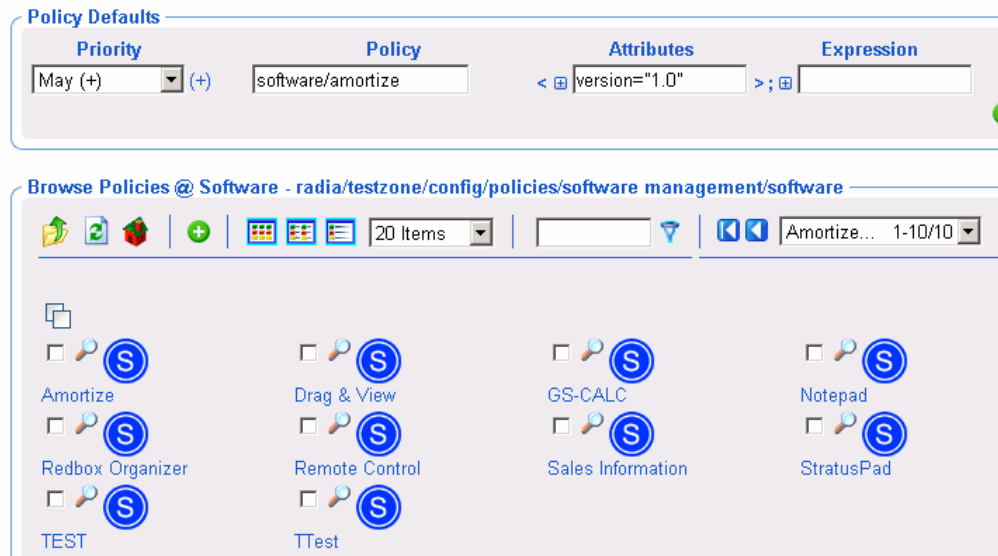 Policy Defaults
Priority Policy Attributes Expression
May (+) (+) software/amortize < version="1.0" > ;
Browse Policies @ Software - radia/testzone/config/policies/software management/software
20 Items Amortize... 1-10/10
S S S S
Amortize Drag & View GS-CALC Notepad
S S S S
Redbox Organizer Remote Control Sales Information StratusPad
S S
TEST TTest